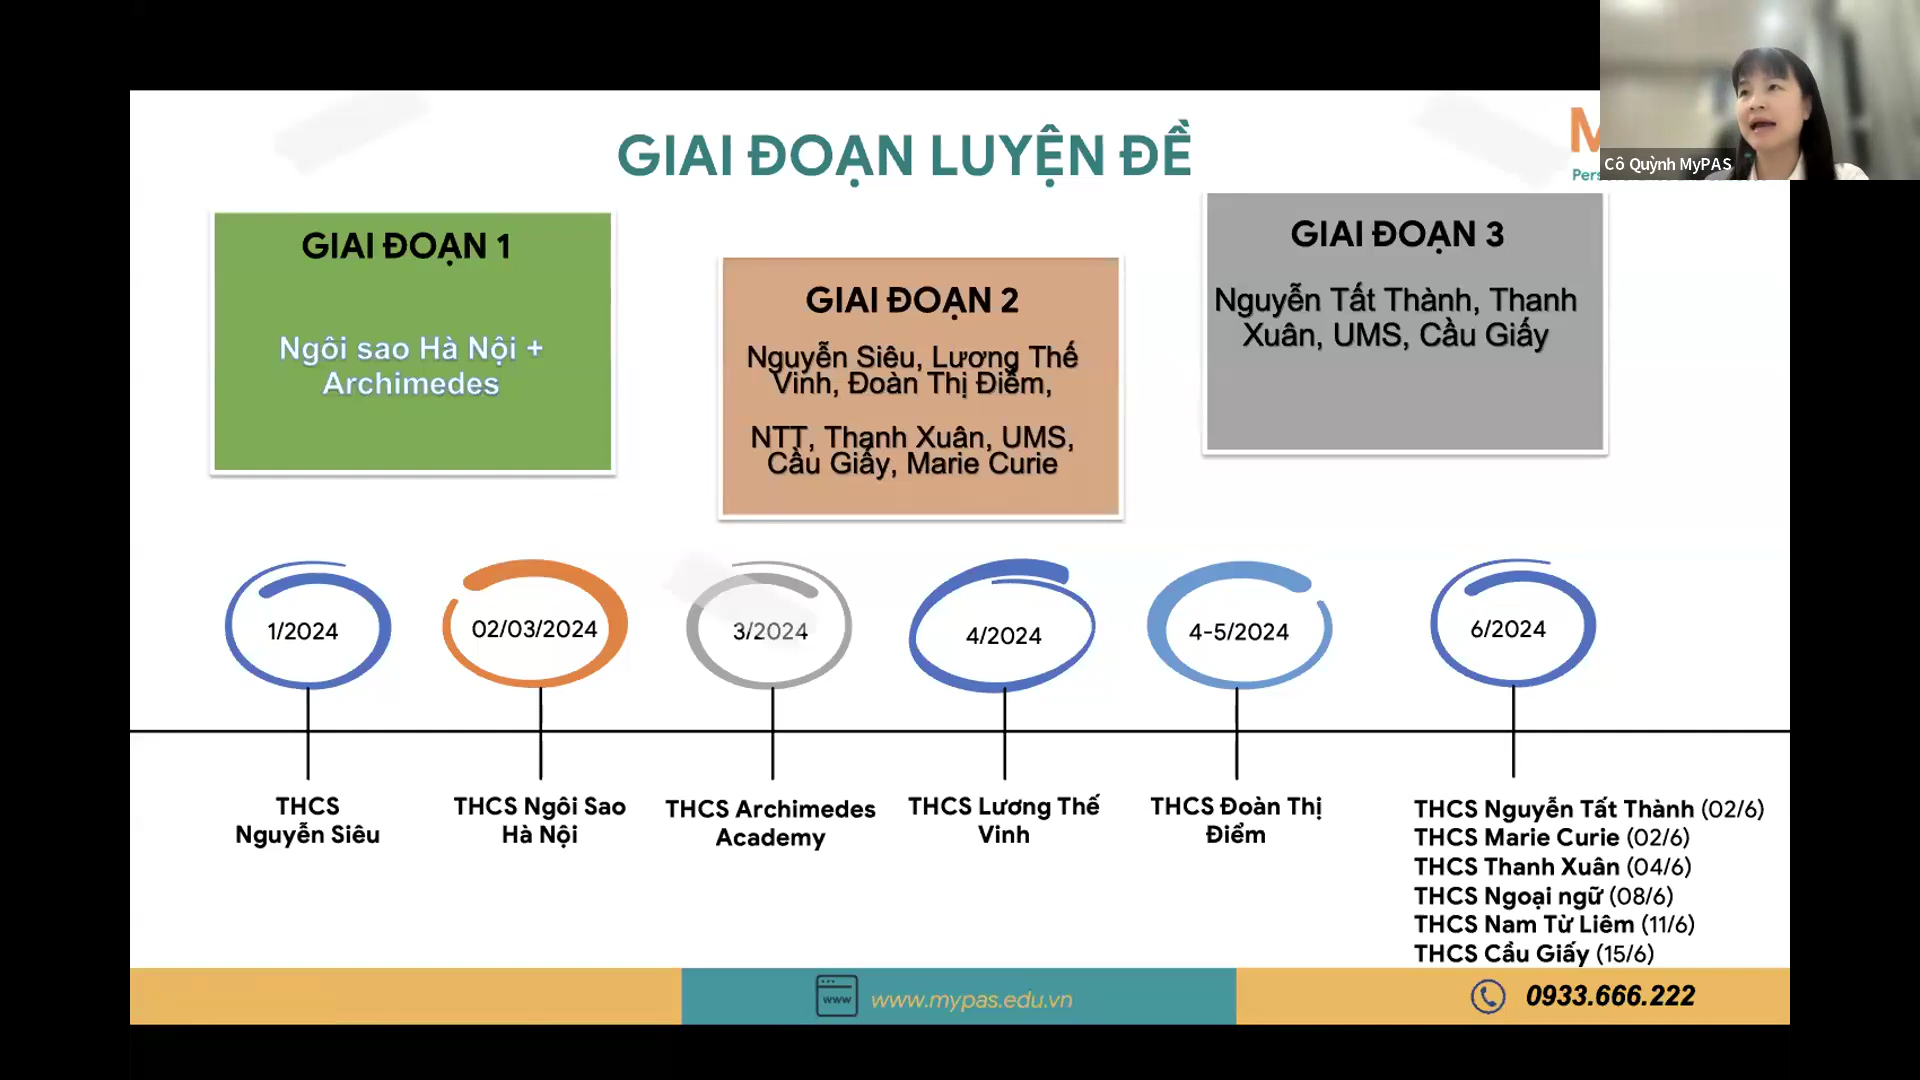 GIAI ĐOẠN LUYỆN ĐỀ
Cô Quỳnh MyPAS
GIAI ĐOẠN 1
Ngôi sao Hà Nội +
Archimedes
GIAI ĐOẠN 2
Nguyễn Siêu, Lương Thế
Vinh, Đoàn Thị Điểm,
NTT, Thanh Xuân, UMS,
Cầu Giấy, Marie Curie
GIAI ĐOẠN 3
Nguyễn Tất Thành, Thanh
Xuân, UMS, Cầu Giấy
1/2024
02/03/2024
3/2024
4/2024
4-5/2024
6/2024
THCS
Nguyễn Siêu
THCS Ngôi Sao
Hà Nội
THCS Archimedes
Academy
THCS Lương Thế
Vinh
THCS Đoàn Thị
Điểm
THCS Nguyễn Tất Thành (02/6)
THCS Marie Curie (02/6)
THCS Thanh Xuân (04/6)
THCS Ngoại ngữ (08/6)
THCS Nam Từ Liêm (11/6)
THCS Cầu Giấy (15/6)
www
www.mypas.edu.vn
0933.666.222